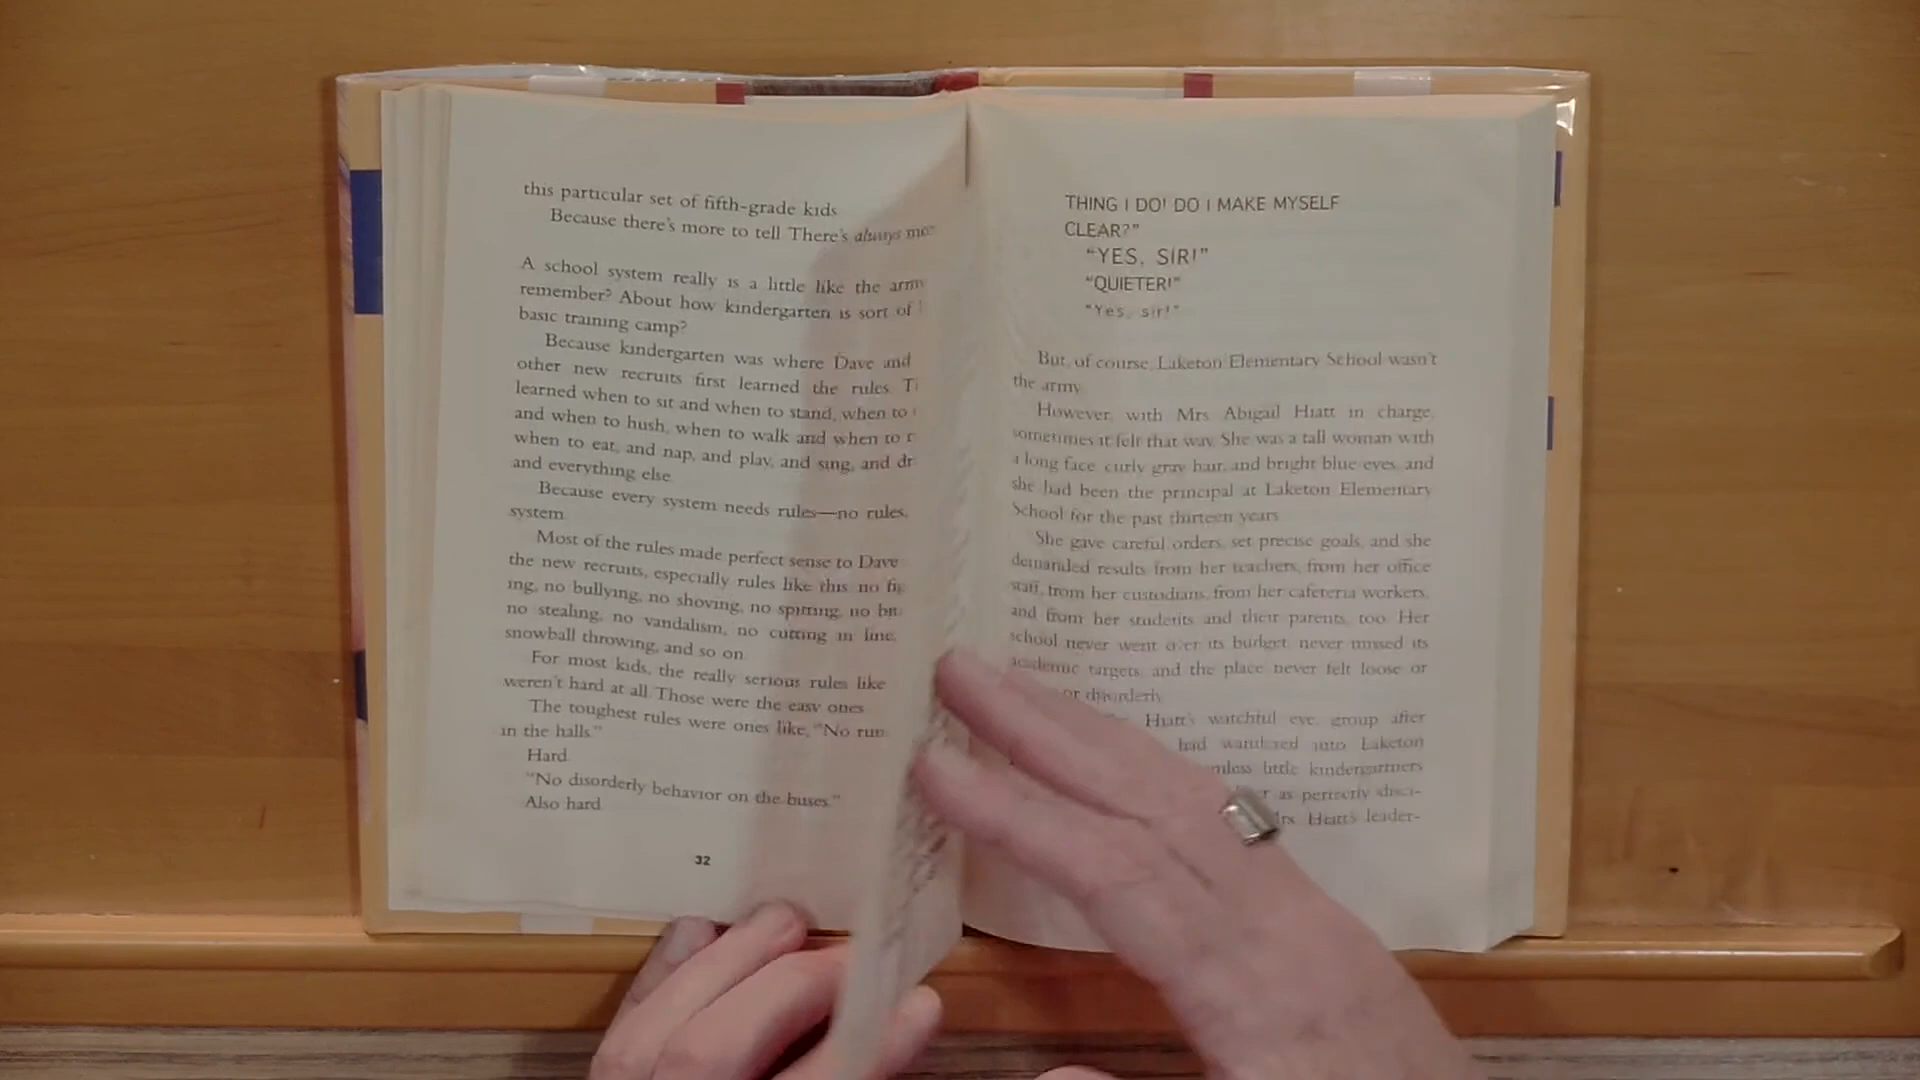 this particular set of fifth-grade kids
Because there's more to tell There's always
A school system really is a little like the
remember? About how kindergarten is sort of
basic training camp?
Because kindergarten was where Dave and
other new recruits first learned the rules
learned when to sit and when to stand, when to
and when to hush, when to walk and when to
when to eat, and nap, and play, and sing, and
and everything else
Because every system needs rules—no rules,
system
Most of the rules made perfect sense to Dave
the new recruits, especially rules like this no
ing, no bullying, no shoving, no spitting, no
no stealing, no vandalism, no cutting in line,
snowball throwing, and so on
For most kids, the really serious rules like
weren't hard at all Those were the easy ones
The toughest rules were ones like, "No
in the halls."
Hard.
"No disorderly behavior on the buses."
Also hard
32
THING I DO! DO I MAKE MYSELF
CLEAR?"
"YES, SIR!"
"QUIETER!"
"Yes, sir!"
But, of course, Laketon Elementary School wasn't
the army
However, with Mrs Abigail Hiatt in charge,
sometimes it felt that way. She was a tall woman with
a long face, curly gray hair, and bright blue eyes, and
she had been the principal at Laketon Elementary
School for the past thirteen years
She gave careful orders, set precise goals, and she
demanded results from her teachers, from her office
staff, from her custodians, from her cafeteria workers,
and from her students and their parents, too. Her
school never went over its budget, never missed its
academic targets, and the place never felt loose or
or disorderly
Hiatt's watchful eye, group after
had wandered into Laketon
little kindergartners
as perfectly disci-
Mrs. Hiatt's leader-